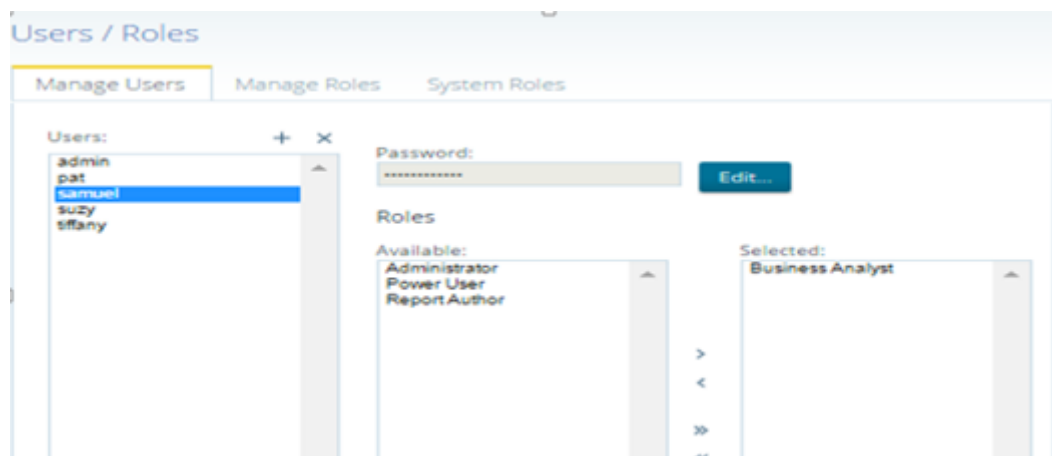 Users / Roles
Manage Users Manage Roles System Roles
Users: + ×
admin
pat
samuel
suzy
tiffany
Password:
************
Edit...
Roles
Available:
Administrator
Power User
Report Author
Selected:
Business Analyst
>
<
»